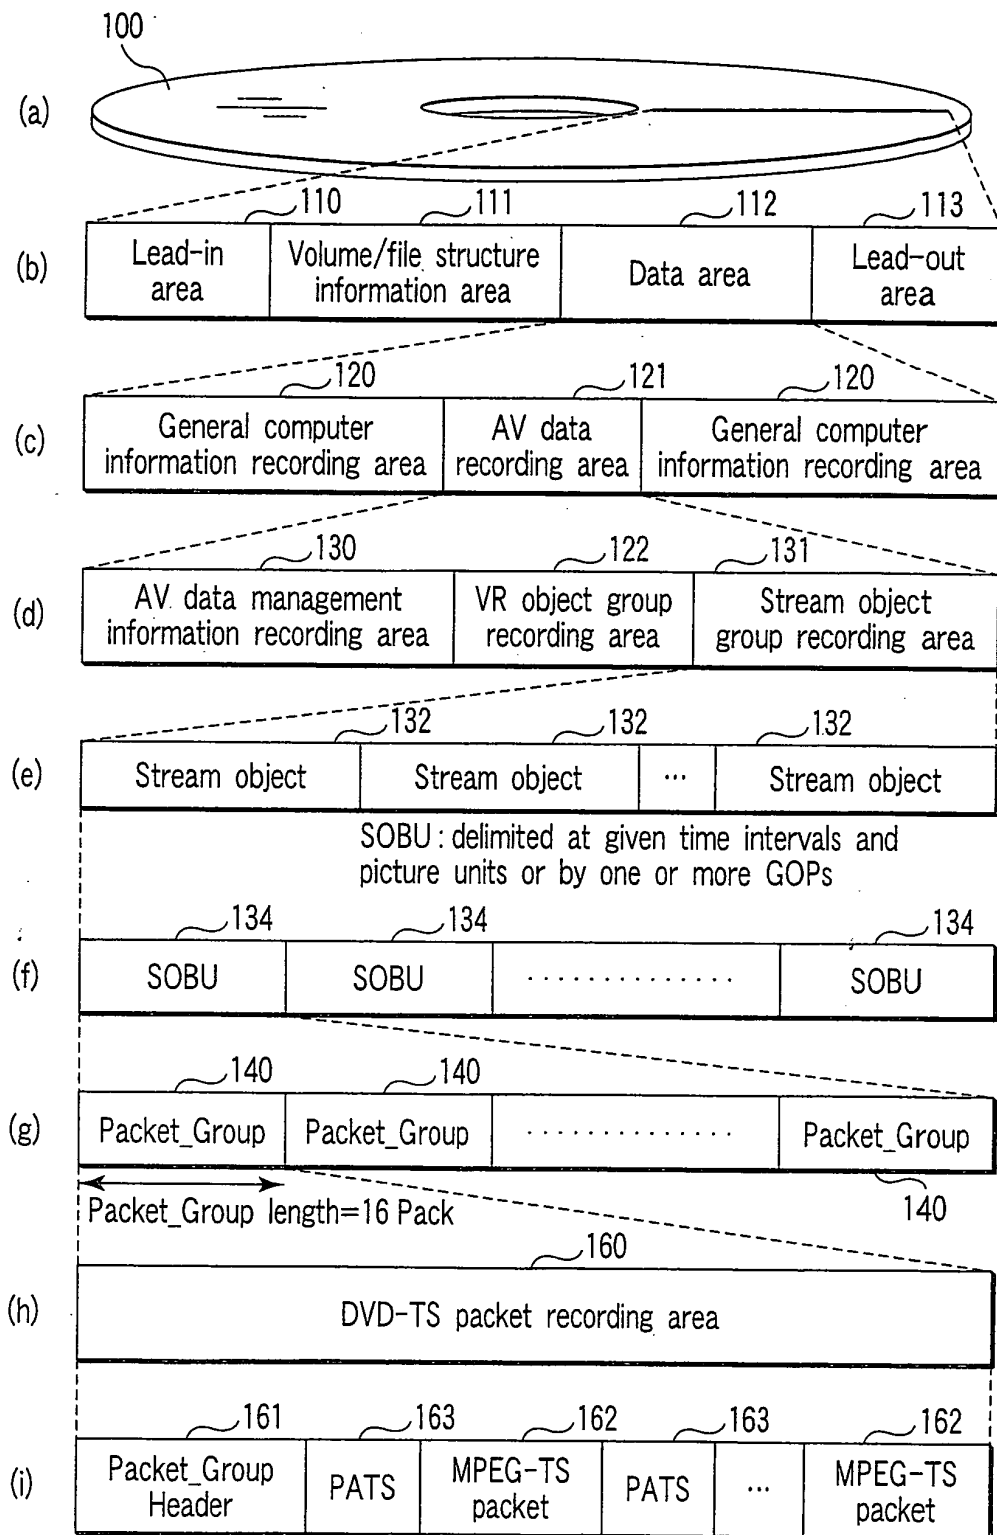 100
(a)
110 111 112 113
(b)
Lead-in area
Volume/file structure information area
Data area
Lead-out area
120 121 120
(c)
General computer information recording area
AV data recording area
General computer information recording area
130 122 131
(d)
AV data management information recording area
VR object group recording area
Stream object group recording area
132 132 132
(e)
Stream object
Stream object
...
Stream object
SOBU : delimited at given time intervals and
picture units or by one or more GOPs
134 134 134
(f)
SOBU
SOBU
..............
SOBU
140 140
(g)
Packet_Group
Packet_Group
..............
Packet_Group
140
Packet_Group length=16 Pack
160
(h)
DVD-TS packet recording area
161 163 162 163 162
(i)
Packet_Group Header
PATS
MPEG-TS packet
PATS
...
MPEG-TS packet